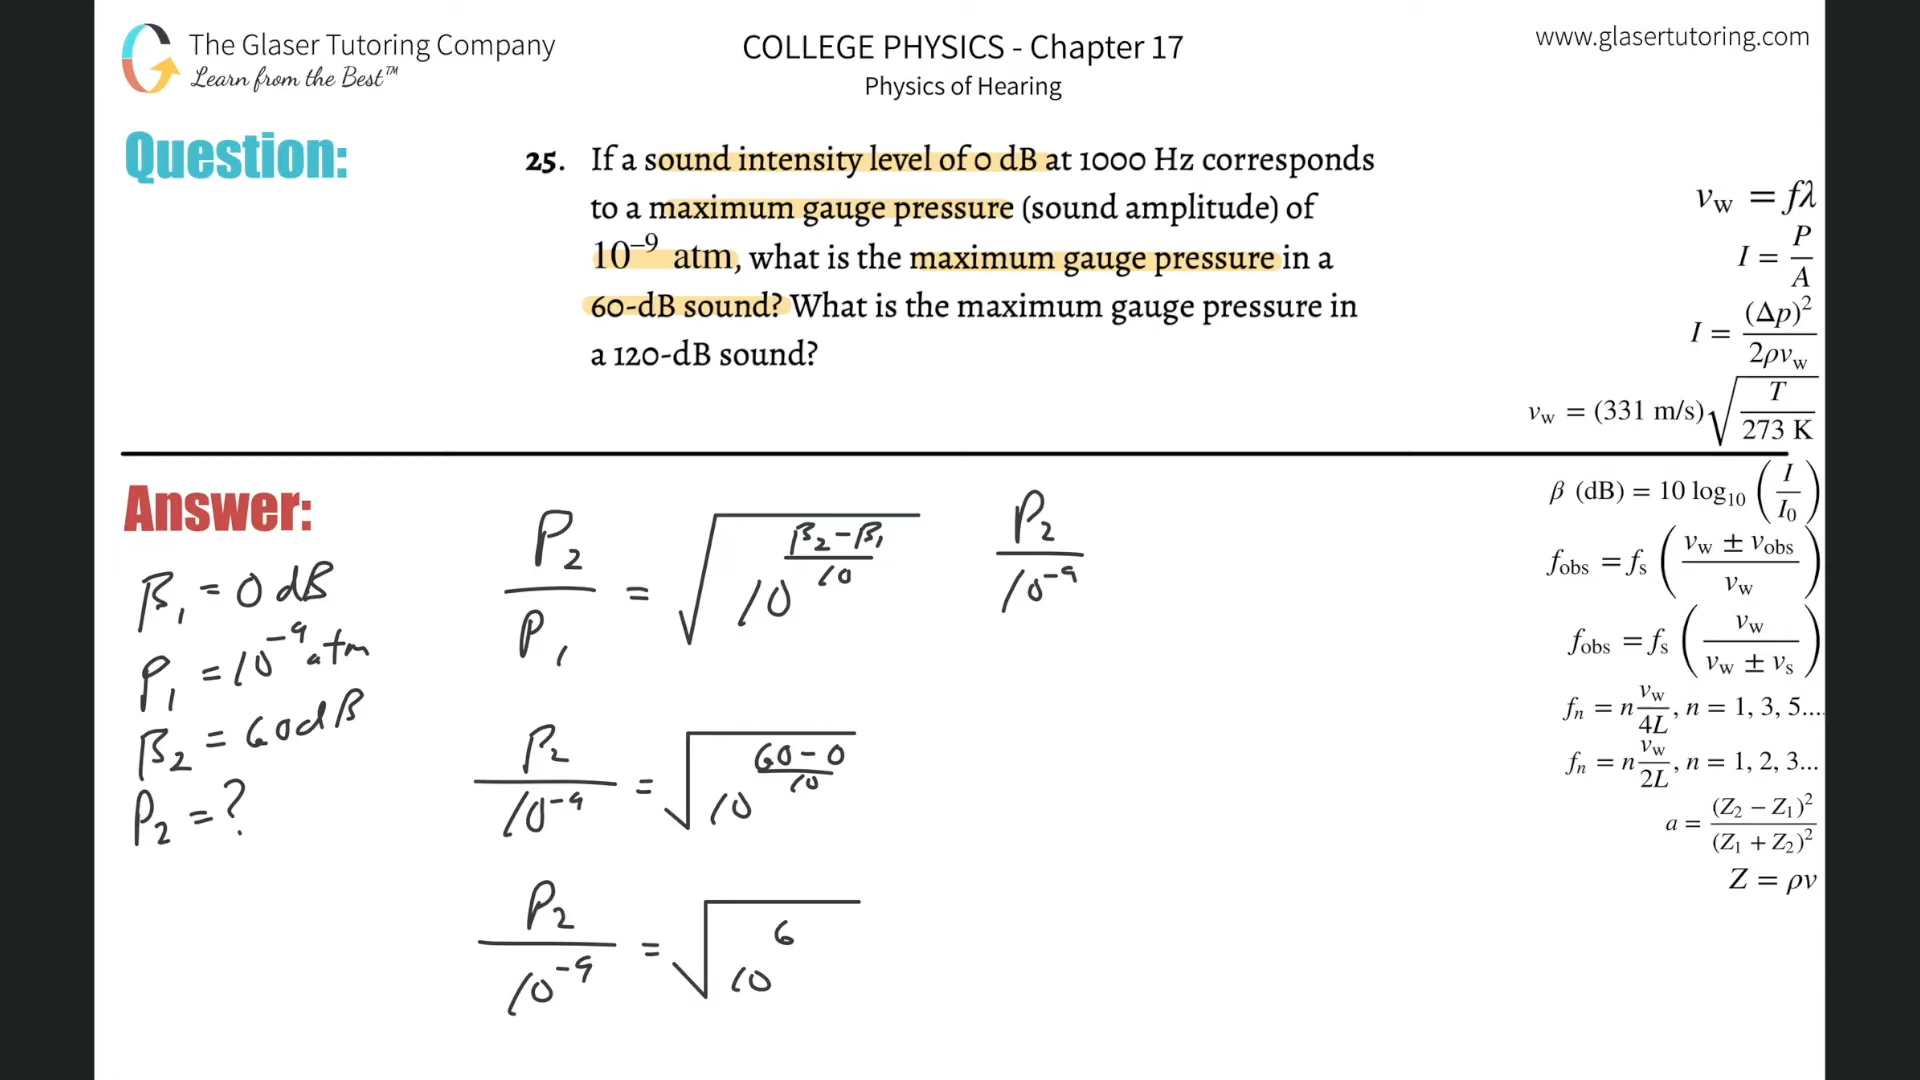 The Glaser Tutoring Company
Learn from the Best™
COLLEGE PHYSICS - Chapter 17
Physics of Hearing
www.glasertutoring.com
Question:
25. If a sound intensity level of 0 dB at 1000 Hz corresponds
to a maximum gauge pressure (sound amplitude) of
10⁻⁹ atm, what is the maximum gauge pressure in a
60-dB sound? What is the maximum gauge pressure in
a 120-dB sound?
v_w = fλ
I = P/A
I = (Δp)²/2ρv_w
v_w = (331 m/s)√(T/273 K)
β (dB) = 10 log₁₀ (I/I₀)
f_obs = f_s ((v_w ± v_obs)/v_w)
f_obs = f_s (v_w/(v_w ± v_s))
f_n = n v_w/4L, n = 1, 3, 5...
f_n = n v_w/2L, n = 1, 2, 3...
a = (Z₂ − Z₁)²/(Z₁ + Z₂)²
Z = ρv
Answer:
β₁ = 0 dB
P₁ = 10⁻⁹ atm
β₂ = 60 dB
P₂ = ?
P₂/P₁ = √(10^((β₂−β₁)/10))
P₂/10⁻⁹ = √(10^((60−0)/10))
P₂/10⁻⁹ = √(10⁶)
P₂/10⁻⁹